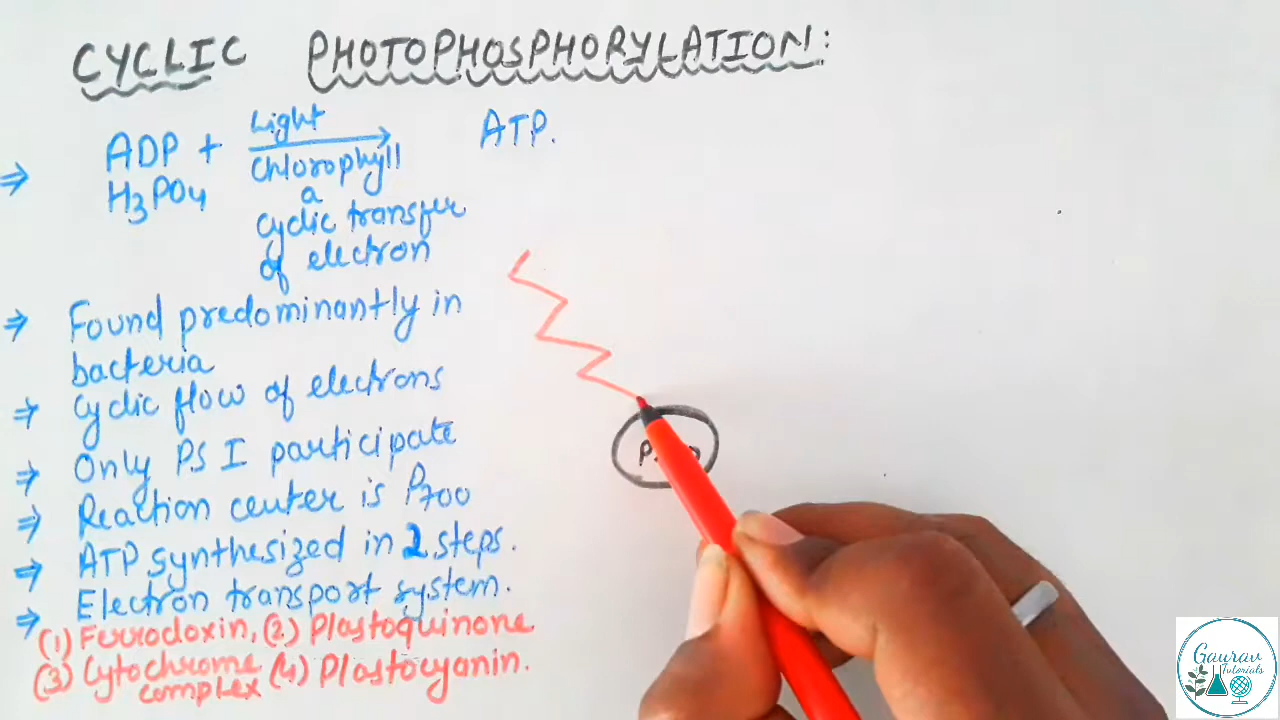 CYCLIC PHOTOPHOSPHORYLATION:
⇒ ADP + H3PO4 Light → Chlorophyll a cyclic transfer of electron ATP.
⇒ Found predominantly in
bacteria
⇒ Cyclic flow of electrons
⇒ Only PS I participate
⇒ Reaction center is P700
⇒ ATP synthesized in 2 steps.
⇒ Electron transport system.
(1) Ferrodoxin, (2) Plastoquinone
(3) Cytochrome complex (4) Plastocyanin.
Gaurav
Tutorials